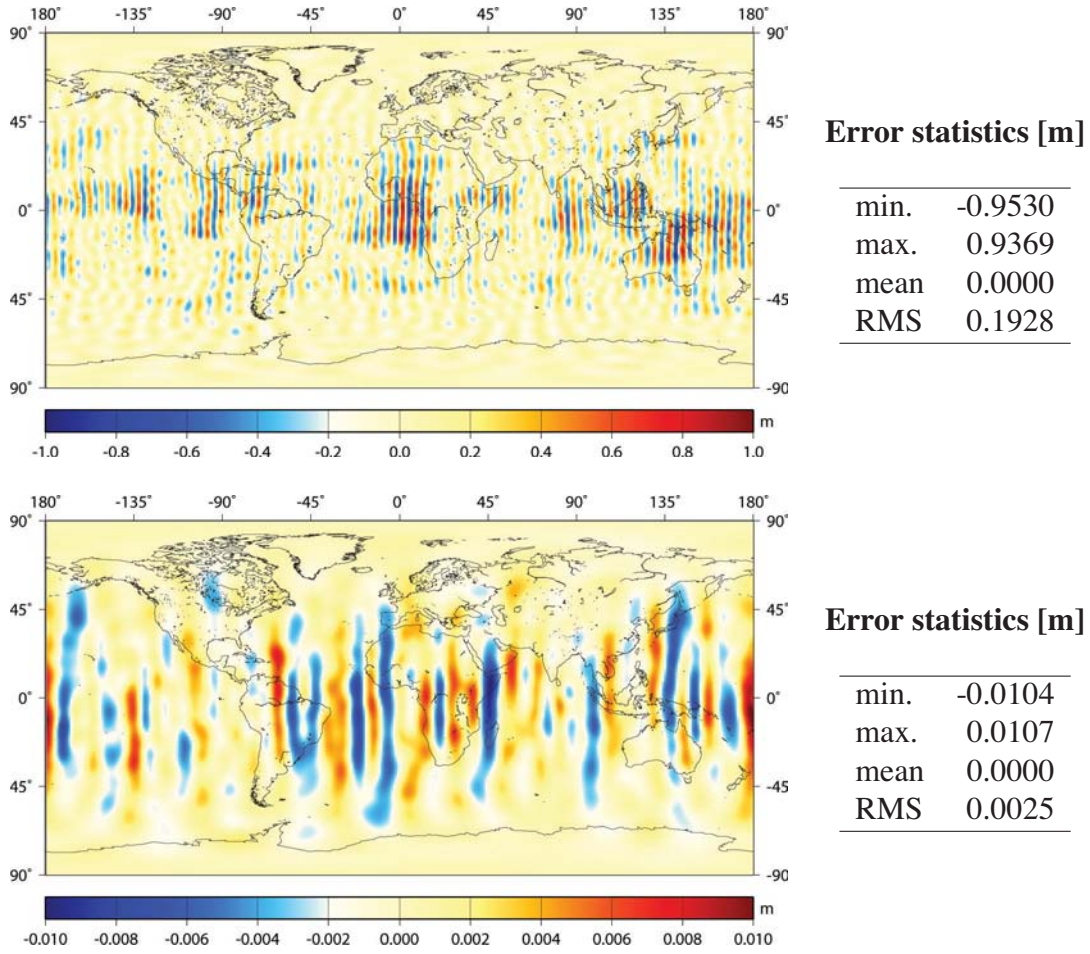 180° -135° -90° -45° 0° 45° 90° 135° 180°
90° 90°
45° 45°
0° 0°
-45° -45°
90° -90
-1.0 -0.8 -0.6 -0.4 -0.2 0.0 0.2 0.4 0.6 0.8 1.0 m
Error statistics [m]
min. -0.9530
max. 0.9369
mean 0.0000
RMS 0.1928
180° -135° -90° -45° 0° 45° 90° 135° 180°
90° 90°
45° 45°
0° 0°
-45° -45°
90° -90
-0.010 -0.008 -0.006 -0.004 -0.002 0.000 0.002 0.004 0.006 0.008 0.010 m
Error statistics [m]
min. -0.0104
max. 0.0107
mean 0.0000
RMS 0.0025